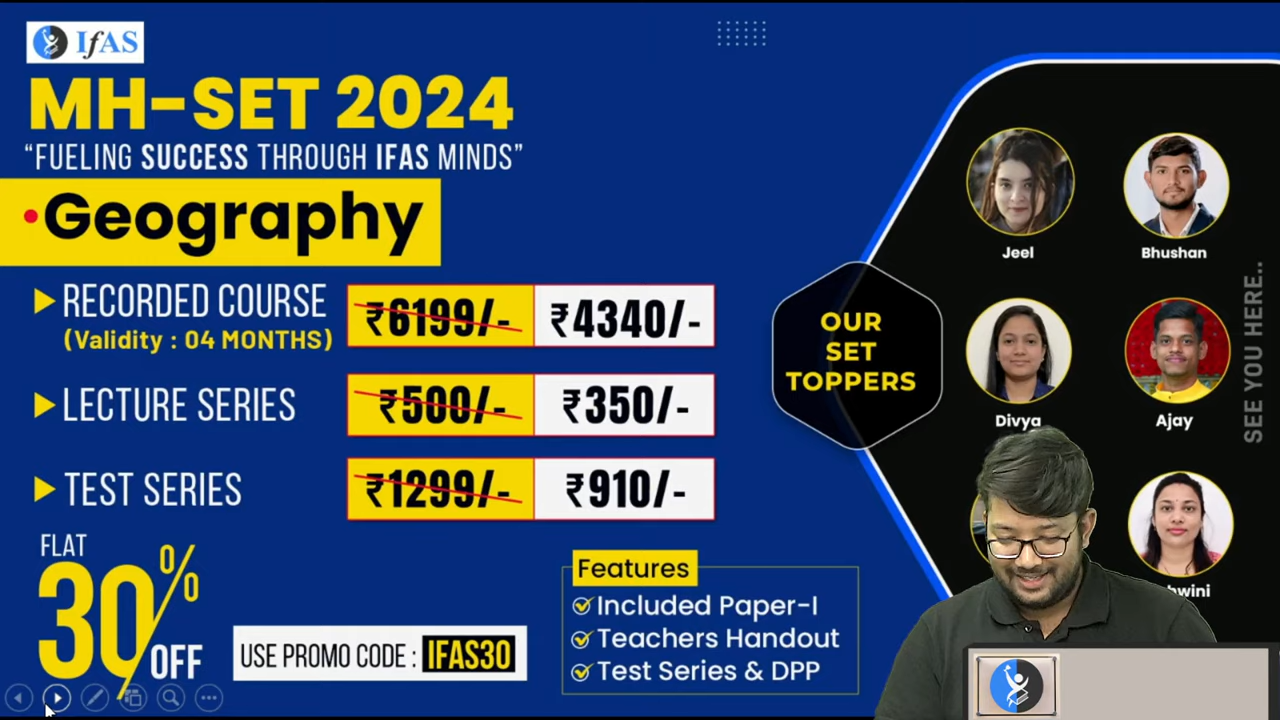 IfAS
MH-SET 2024
"FUELING SUCCESS THROUGH IFAS MINDS"
•Geography
RECORDED COURSE
(Validity : 04 MONTHS)
₹6199/- ₹4340/-
LECTURE SERIES ₹500/- ₹350/-
TEST SERIES ₹1299/- ₹910/-
FLAT
30%
OFF
USE PROMO CODE : IFAS30
Features
Included Paper-I
Teachers Handout
Test Series & DPP
OUR
SET
TOPPERS
Jeel Bhushan
Divya Ajay
SEE YOU HERE..